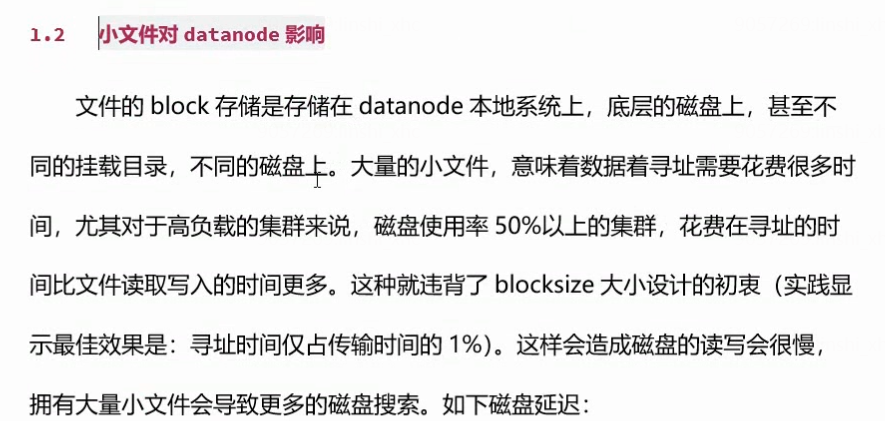 1.2 小文件对 datanode 影响
文件的 block 存储是存储在 datanode 本地系统上，底层的磁盘上，甚至不
同的挂载目录，不同的磁盘上。大量的小文件，意味着数据着寻址需要花费很多时
间，尤其对于高负载的集群来说，磁盘使用率 50%以上的集群，花费在寻址的时
间比文件读取写入的时间更多。这种就违背了 blocksize 大小设计的初衷（实践显
示最佳效果是：寻址时间仅占传输时间的 1%）。这样会造成磁盘的读写会很慢，
拥有大量小文件会导致更多的磁盘搜索。如下磁盘延迟：